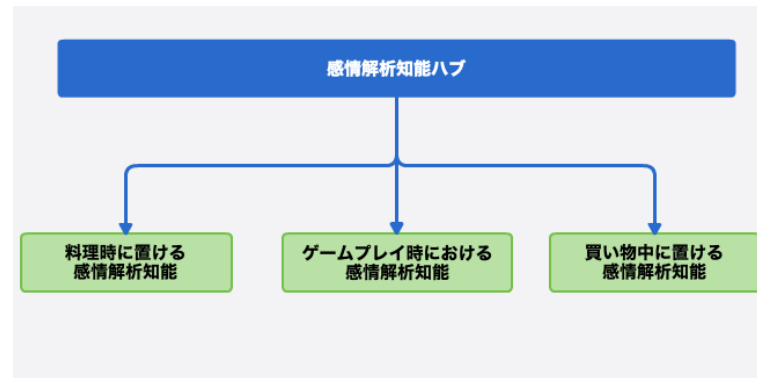 感情解析知能ハブ
料理時に置ける
感情解析知能
ゲームプレイ時における
感情解析知能
買い物中に置ける
感情解析知能